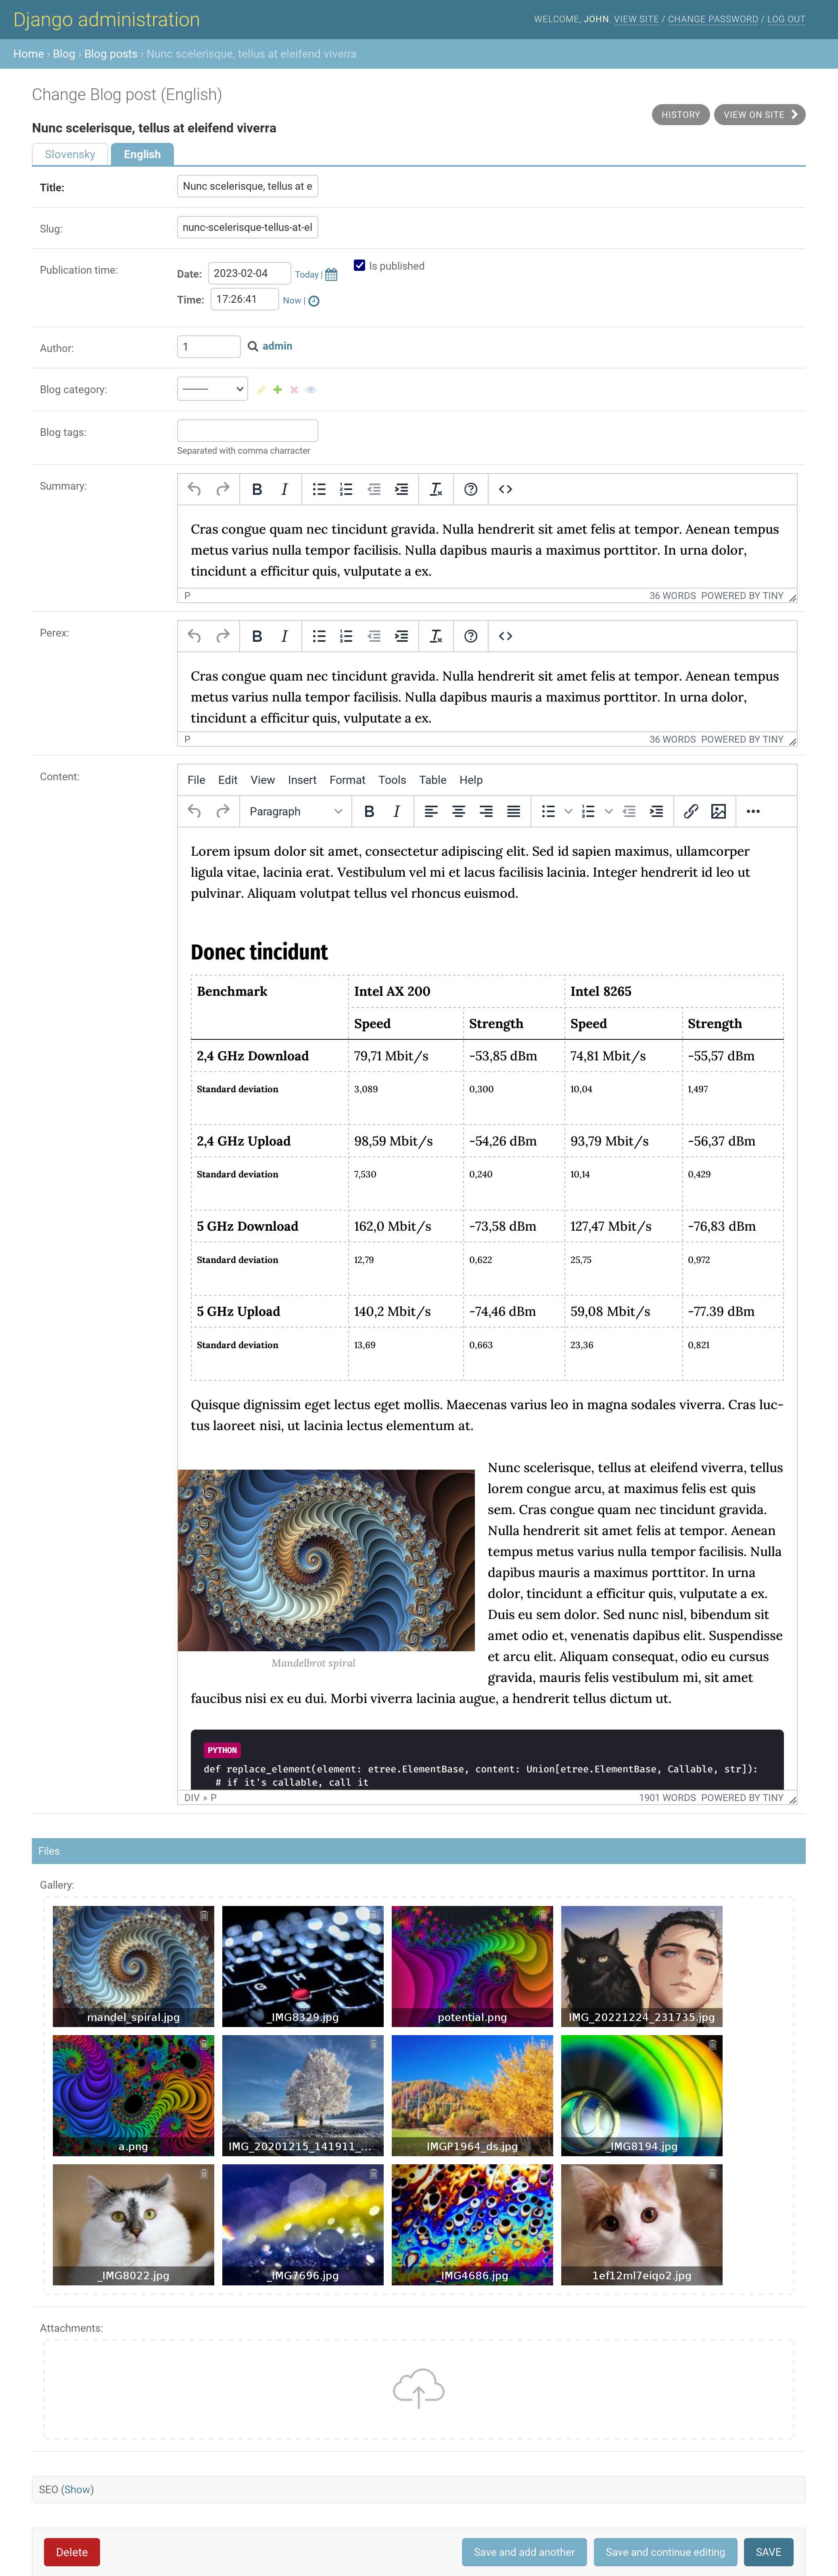 Django administration
WELCOME, JOHN. VIEW SITE / CHANGE PASSWORD / LOG OUT
Home › Blog › Blog posts › Nunc scelerisque, tellus at eleifend viverra
Change Blog post (English)
HISTORY VIEW ON SITE
Nunc scelerisque, tellus at eleifend viverra
Slovensky English
Title: Nunc scelerisque, tellus at e
Slug: nunc-scelerisque-tellus-at-el
Publication time: Date: 2023-02-04 Today | Is published
Time: 17:26:41 Now |
Author: 1 admin
Blog category: ---------
Blog tags:
Separated with comma character
Summary:
B I
Cras congue quam nec tincidunt gravida. Nulla hendrerit sit amet felis at tempor. Aenean tempus
metus varius nulla tempor facilisis. Nulla dapibus mauris a maximus porttitor. In urna dolor,
tincidunt a efficitur quis, vulputate a ex.
P 36 WORDS POWERED BY TINY
Perex:
B I
Cras congue quam nec tincidunt gravida. Nulla hendrerit sit amet felis at tempor. Aenean tempus
metus varius nulla tempor facilisis. Nulla dapibus mauris a maximus porttitor. In urna dolor,
tincidunt a efficitur quis, vulputate a ex.
P 36 WORDS POWERED BY TINY
Content:
File Edit View Insert Format Tools Table Help
Paragraph B I
Lorem ipsum dolor sit amet, consectetur adipiscing elit. Sed id sapien maximus, ullamcorper
ligula vitae, lacinia erat. Vestibulum vel mi et lacus facilisis lacinia. Integer hendrerit id leo ut
pulvinar. Aliquam volutpat tellus vel rhoncus euismod.
Donec tincidunt
Benchmark Intel AX 200 Intel 8265
Speed Strength Speed Strength
2,4 GHz Download 79,71 Mbit/s -53,85 dBm 74,81 Mbit/s -55,57 dBm
Standard deviation 3,089 0,300 10,04 1,497
2,4 GHz Upload 98,59 Mbit/s -54,26 dBm 93,79 Mbit/s -56,37 dBm
Standard deviation 7,530 0,240 10,14 0,429
5 GHz Download 162,0 Mbit/s -73,58 dBm 127,47 Mbit/s -76,83 dBm
Standard deviation 12,79 0,622 25,75 0,972
5 GHz Upload 140,2 Mbit/s -74,46 dBm 59,08 Mbit/s -77.39 dBm
Standard deviation 13,69 0,663 23,36 0,821
Quisque dignissim eget lectus eget mollis. Maecenas varius leo in magna sodales viverra. Cras luc-
tus laoreet nisi, ut lacinia lectus elementum at.
Nunc scelerisque, tellus at eleifend viverra, tellus
lorem congue arcu, at maximus felis est quis
sem. Cras congue quam nec tincidunt gravida.
Nulla hendrerit sit amet felis at tempor. Aenean
tempus metus varius nulla tempor facilisis. Nulla
dapibus mauris a maximus porttitor. In urna
dolor, tincidunt a efficitur quis, vulputate a ex.
Duis eu sem dolor. Sed nunc nisl, bibendum sit
amet odio et, venenatis dapibus elit. Suspendisse
et arcu elit. Aliquam consequat, odio eu cursus
gravida, mauris felis vestibulum mi, sit amet
Mandelbrot spiral
faucibus nisi ex eu dui. Morbi viverra lacinia augue, a hendrerit tellus dictum ut.
PYTHON
def replace_element(element: etree.ElementBase, content: Union[etree.ElementBase, Callable, str]):
# if it's callable, call it
DIV » P 1901 WORDS POWERED BY TINY
Files
Gallery:
mandel_spiral.jpg _IMG8329.jpg potential.png IMG_20221224_231735.jpg
a.png IMG_20201215_141911_... IMGP1964_ds.jpg _IMG8194.jpg
_IMG8022.jpg _IMG7696.jpg _IMG4686.jpg 1ef12ml7eiqo2.jpg
Attachments:
SEO (Show)
Delete Save and add another Save and continue editing SAVE